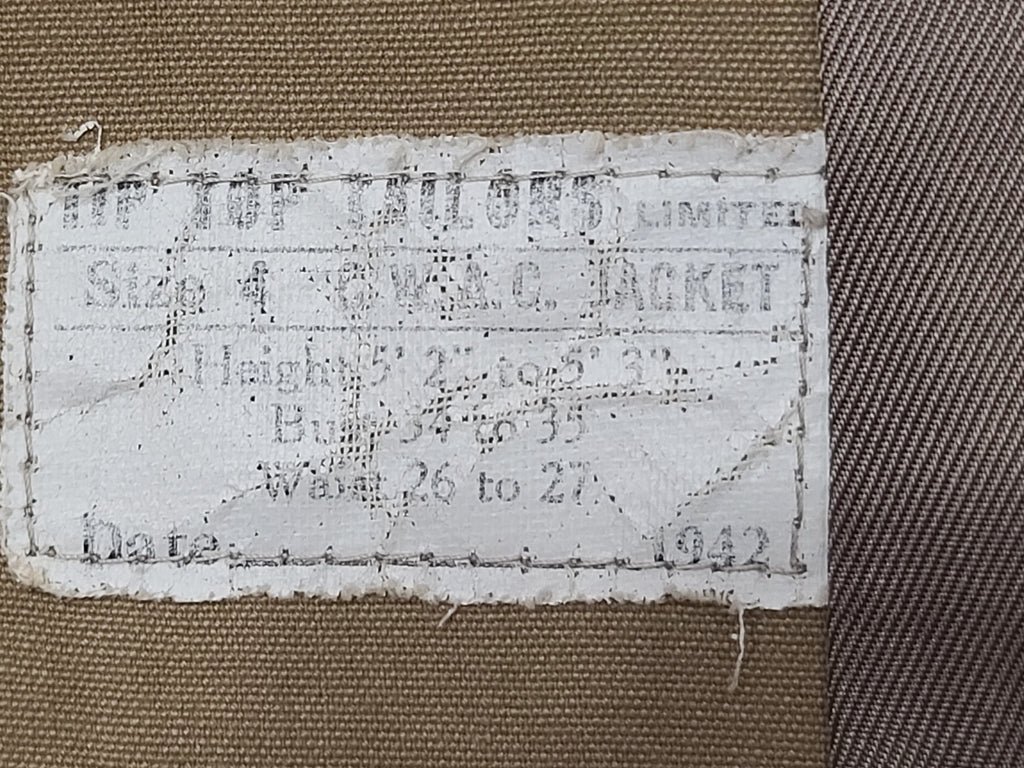 TIP TOP TAILORS LIMITED
Size 4 C.W.A.C. JACKET
Height 5' 2" to 5' 3"
Bust 34 to 35
Waist 26 to 27
Date 1942